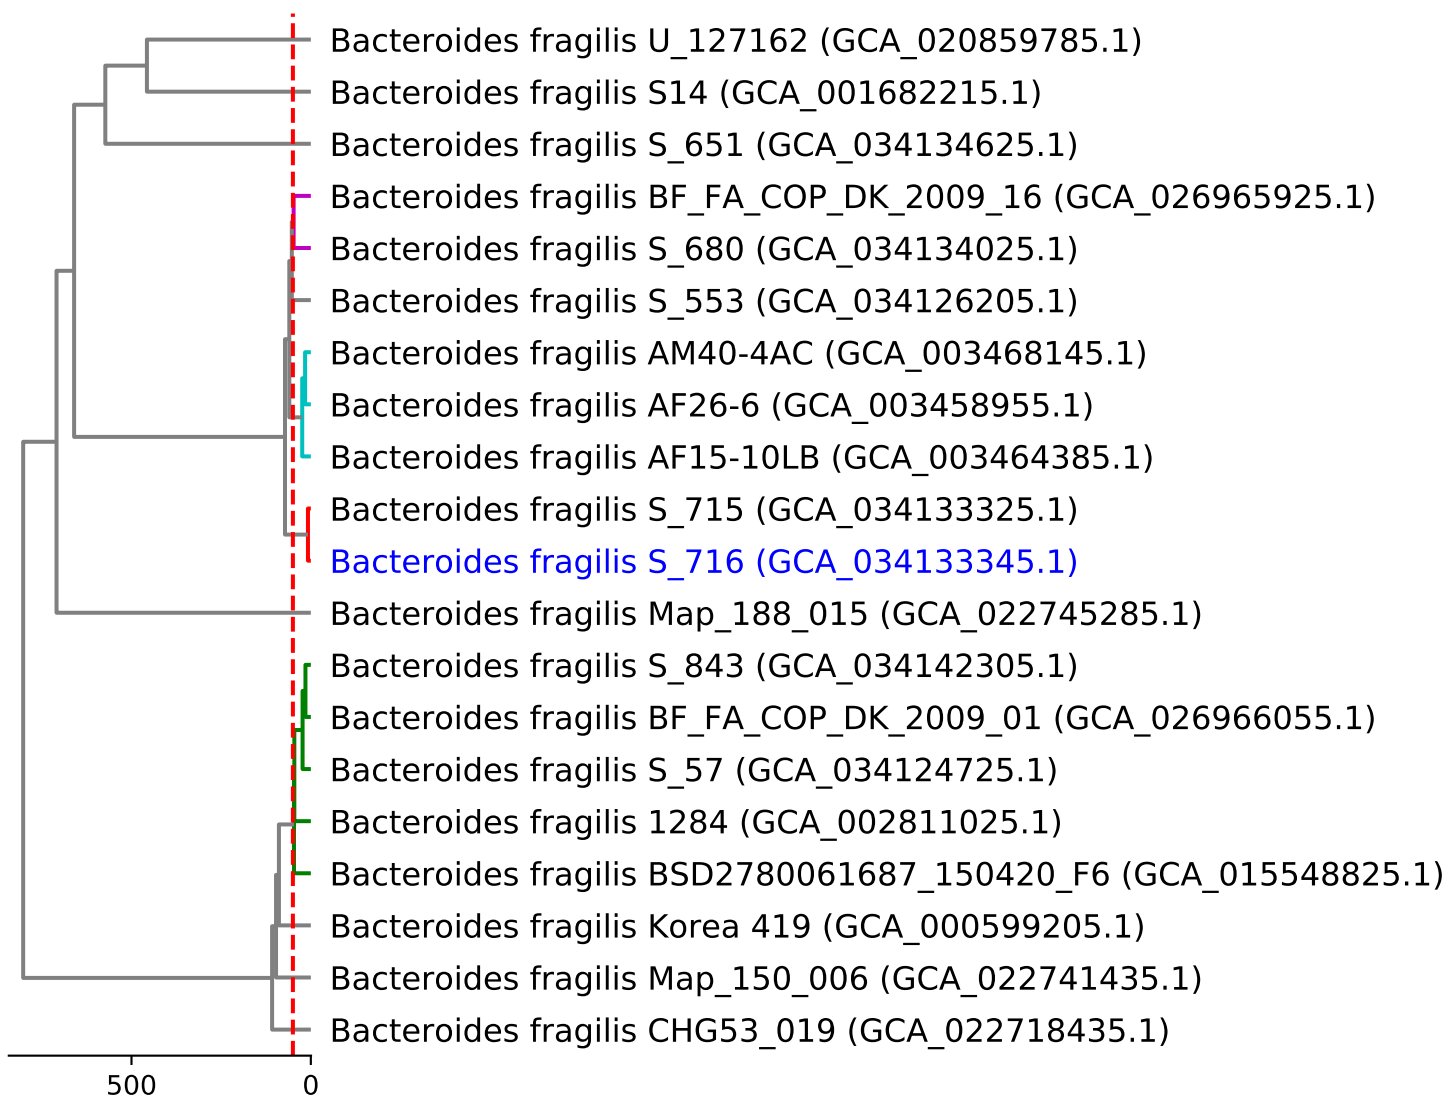 Bacteroides fragilis U_127162 (GCA_020859785.1)
Bacteroides fragilis S14 (GCA_001682215.1)
Bacteroides fragilis S_651 (GCA_034134625.1)
Bacteroides fragilis BF_FA_COP_DK_2009_16 (GCA_026965925.1)
Bacteroides fragilis S_680 (GCA_034134025.1)
Bacteroides fragilis S_553 (GCA_034126205.1)
Bacteroides fragilis AM40-4AC (GCA_003468145.1)
Bacteroides fragilis AF26-6 (GCA_003458955.1)
Bacteroides fragilis AF15-10LB (GCA_003464385.1)
Bacteroides fragilis S_715 (GCA_034133325.1)
Bacteroides fragilis S_716 (GCA_034133345.1)
Bacteroides fragilis Map_188_015 (GCA_022745285.1)
Bacteroides fragilis S_843 (GCA_034142305.1)
Bacteroides fragilis BF_FA_COP_DK_2009_01 (GCA_026966055.1)
Bacteroides fragilis S_57 (GCA_034124725.1)
Bacteroides fragilis 1284 (GCA_002811025.1)
Bacteroides fragilis BSD2780061687_150420_F6 (GCA_015548825.1)
Bacteroides fragilis Korea 419 (GCA_000599205.1)
Bacteroides fragilis Map_150_006 (GCA_022741435.1)
Bacteroides fragilis CHG53_019 (GCA_022718435.1)
500 0